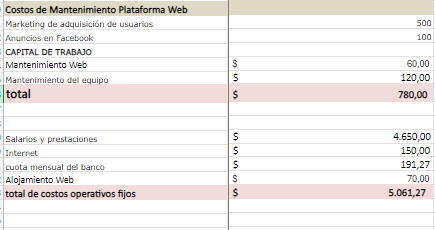 Costos de Mantenimiento Plataforma Web
Marketing de adquisición de usuarios 500
Anuncios en Facebook 100
CAPITAL DE TRABAJO
Mantenimiento Web $ 60,00
Mantenimiento del equipo $ 120,00
total $ 780,00
Salarios y prestaciones $ 4.650,00
Internet $ 150,00
cuota mensual del banco $ 191,27
Alojamiento Web $ 70,00
total de costos operativos fijos $ 5.061,27